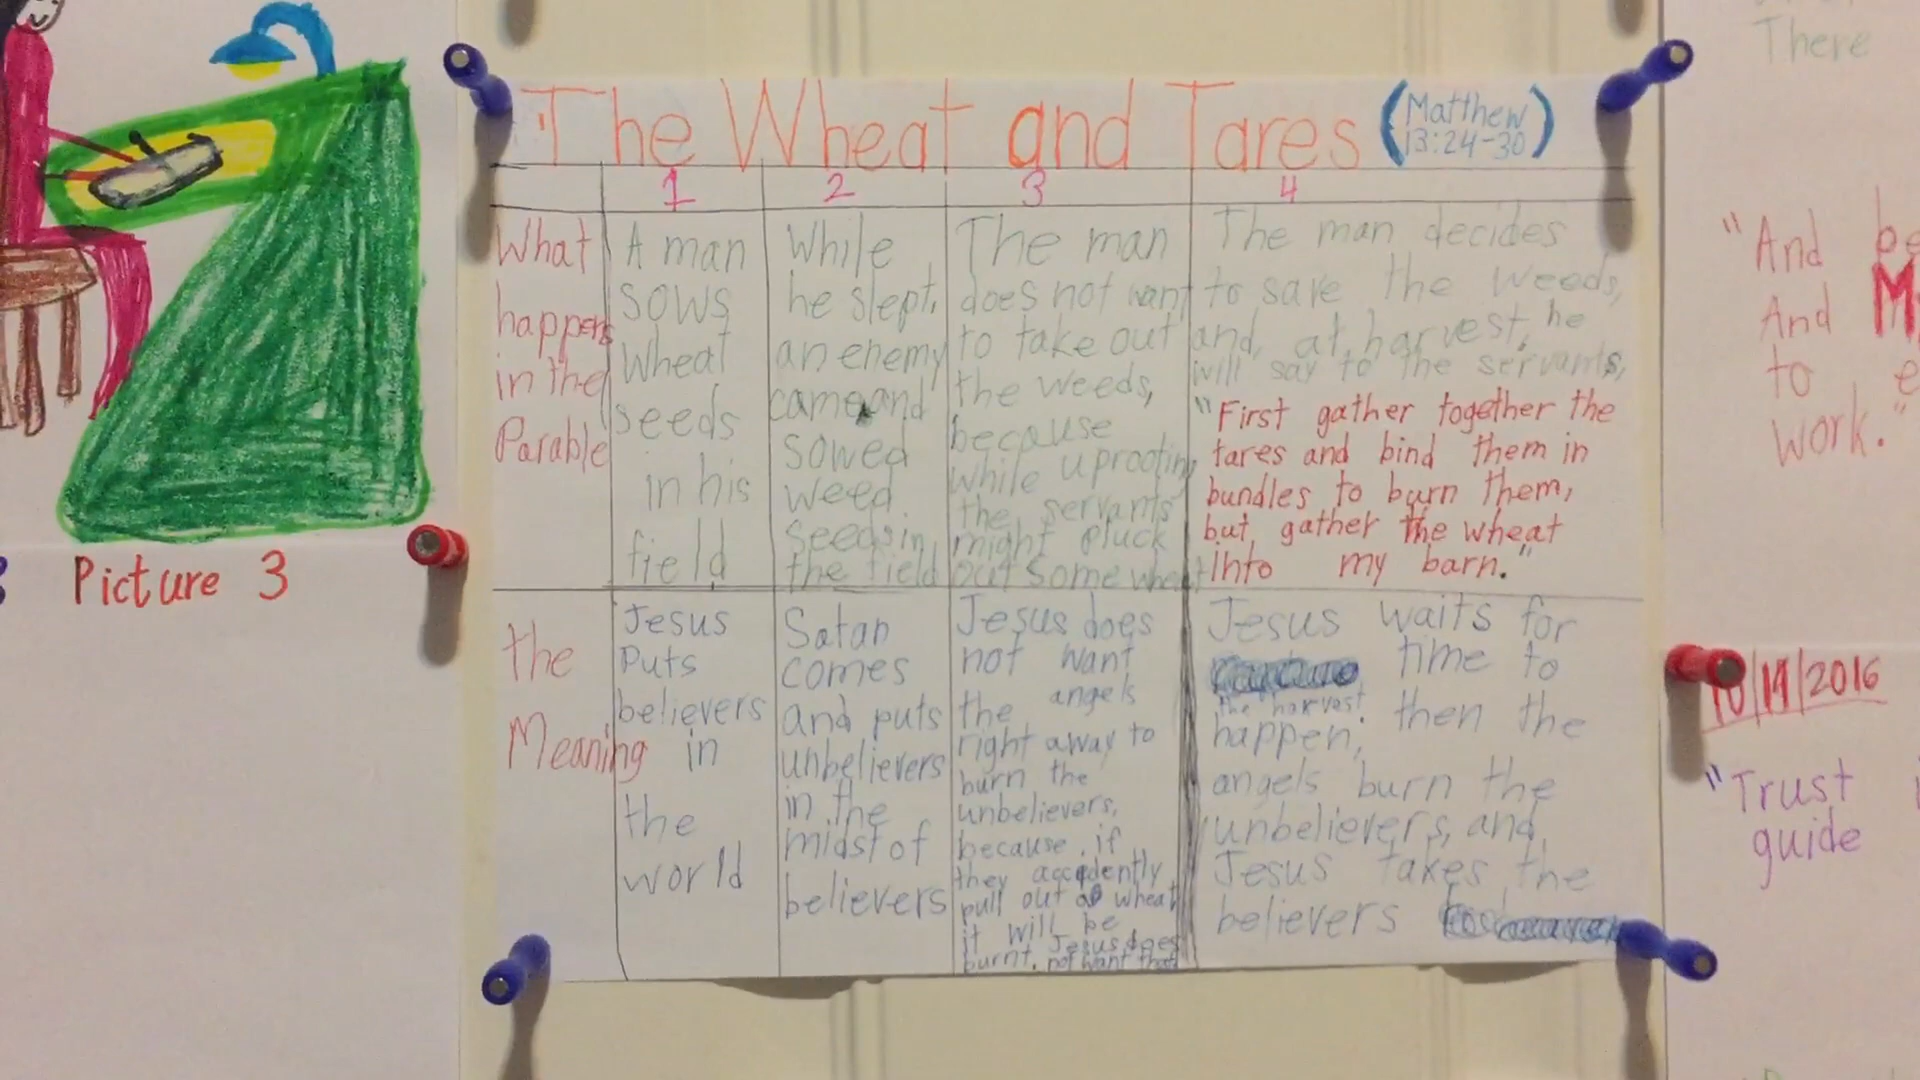 The Wheat and Tares (Matthew
13:24-30)
1 2 3 4
What
happens
in the
Parable
A man
sows
wheat
seeds
in his
field
While
he slept,
an enemy
came and
sowed
weed
seeds in
the field
The man
does not want
to take out
the weeds,
because
while uprooting
the servants
might pluck
out some wheat
The man decides
to save the weeds,
and, at harvest, he
will say to the servants,
"First gather together the
tares and bind them in
bundles to burn them,
but gather the wheat
into my barn."
the
Meaning
Jesus
Puts
believers
in
the
world
Satan
comes
and puts
unbelievers
in the
midst of
believers
Jesus does
not want
the angels
right away to
burn the
unbelievers,
because, if
they accedently
pull out wheat
it will be
burnt. Jesus does
not want that
Jesus waits for
time to
the harvest
happen, then the
angels burn the
unbelievers, and
Jesus takes the
believers
Picture 3
There
"And
And
to
work."
10/19/2016
"Trust
guide